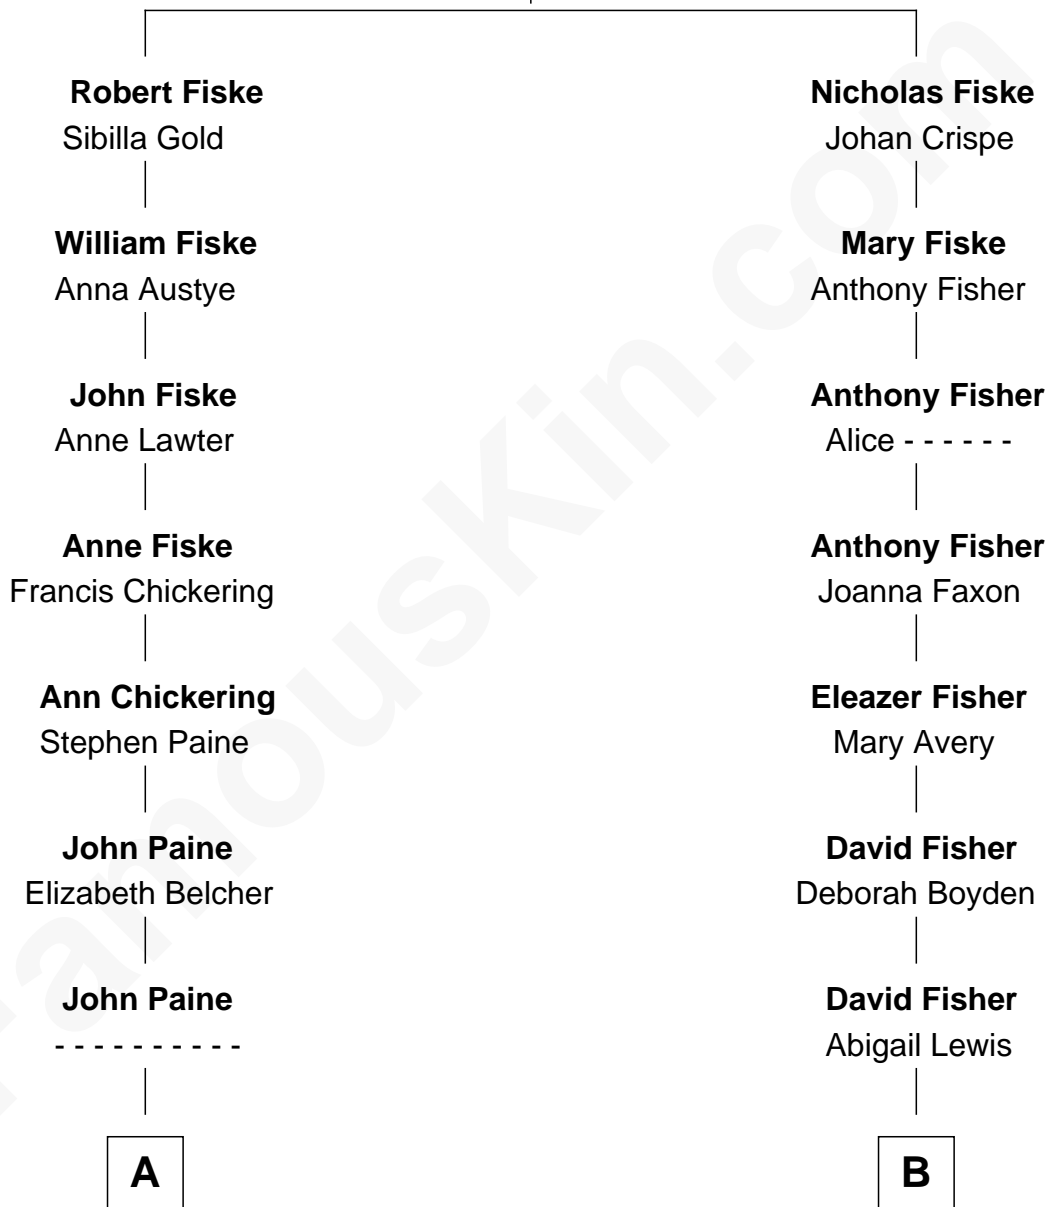 Robert Fiske
Sibilla Gold
William Fiske
Anna Austye
John Fiske
Anne Lawter
Anne Fiske
Francis Chickering
Ann Chickering
Stephen Paine
John Paine
Elizabeth Belcher
John Paine
- - - - - - - - - -
A
Nicholas Fiske
Johan Crispe
Mary Fiske
Anthony Fisher
Anthony Fisher
Alice - - - - - -
Anthony Fisher
Joanna Faxon
Eleazer Fisher
Mary Avery
David Fisher
Deborah Boyden
David Fisher
Abigail Lewis
B
FamousKin.com